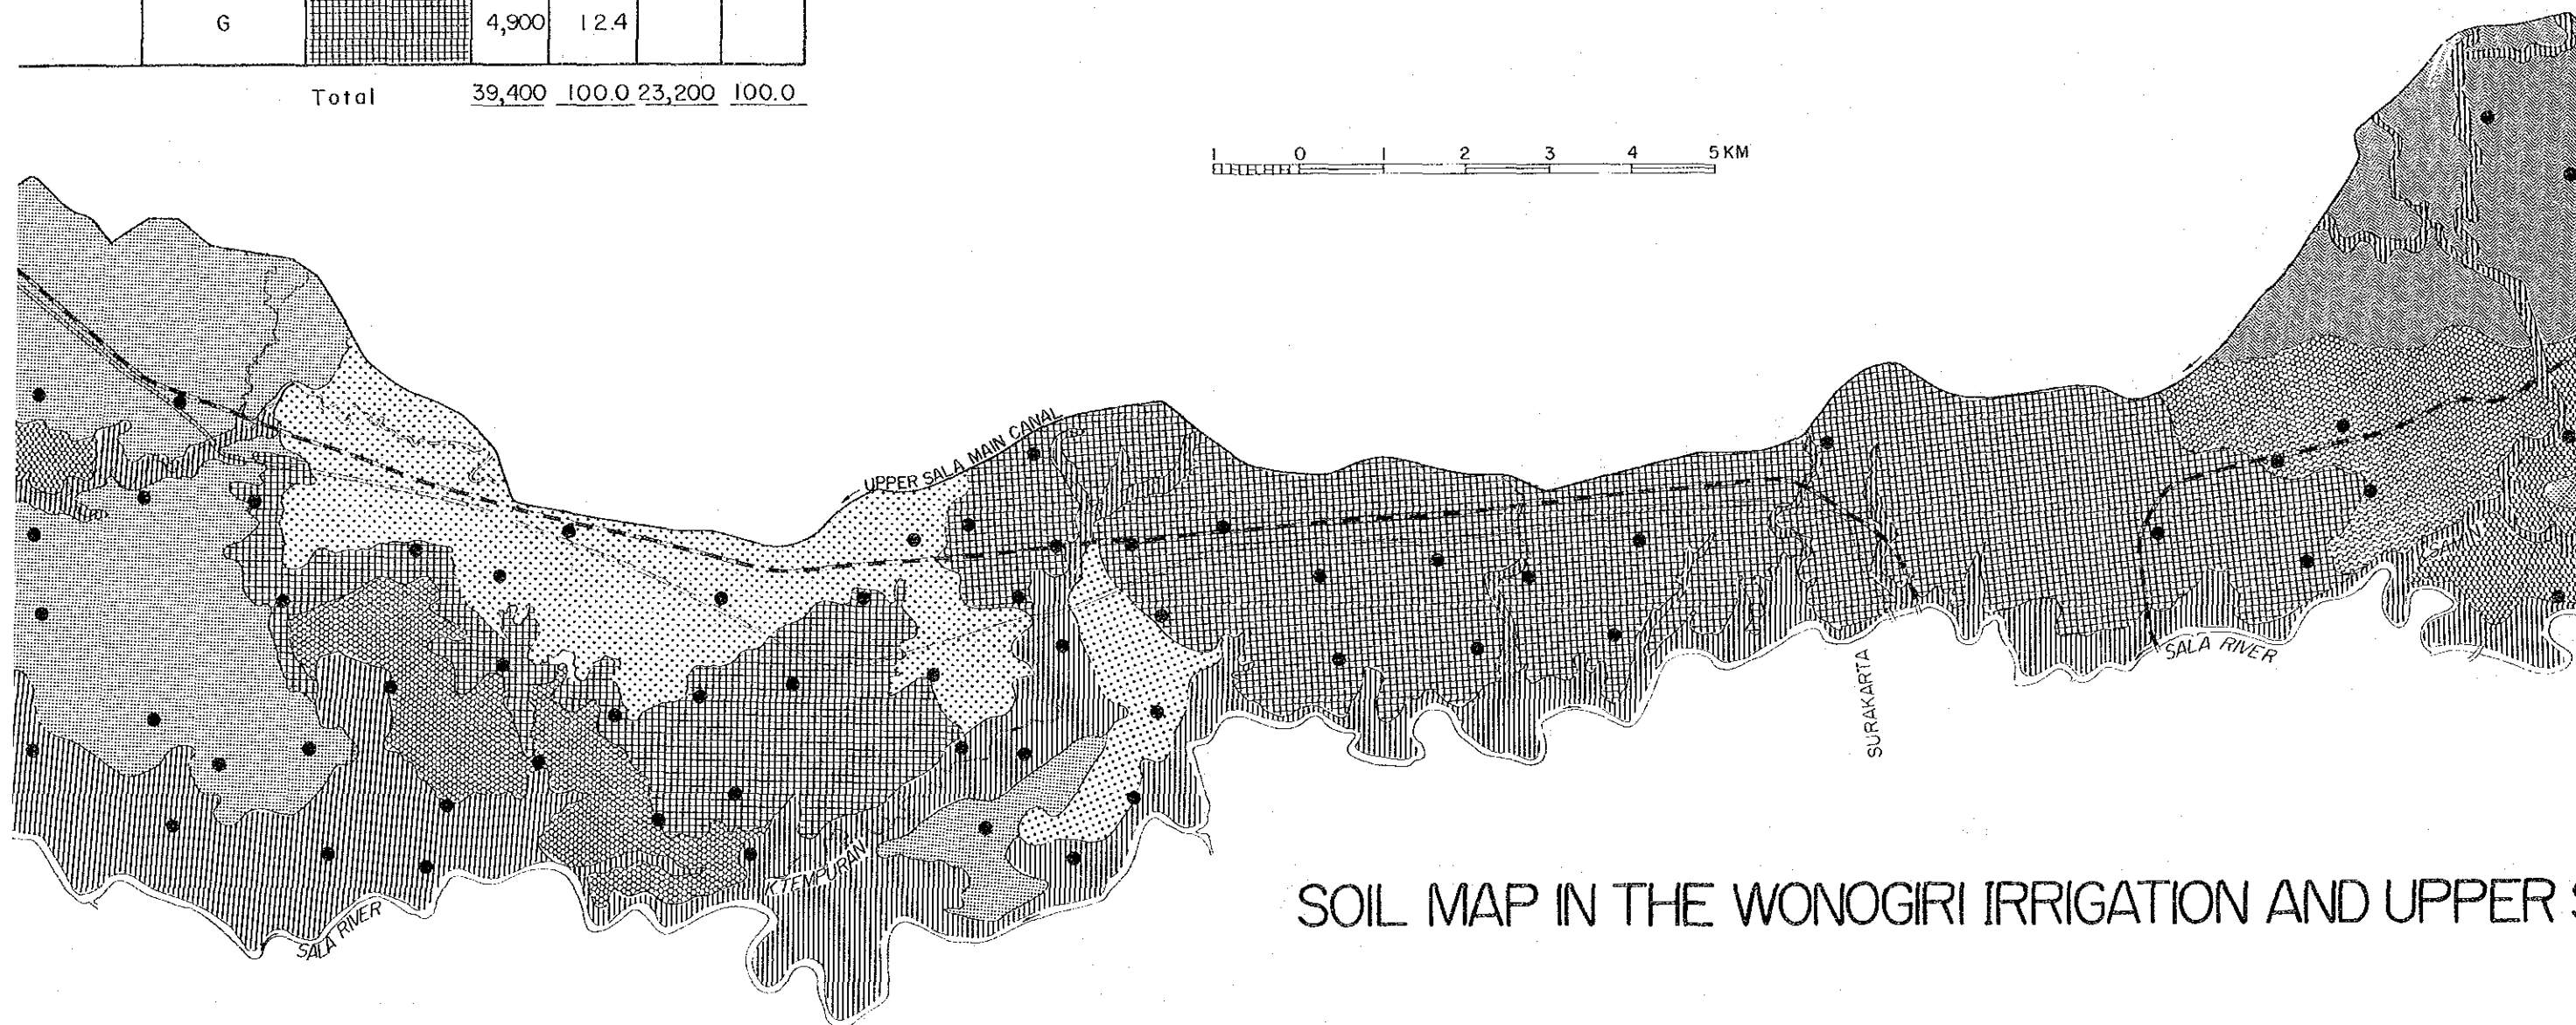 G 4,900 12.4
Total 39,400 100.0 23,200 100.0
1 0 1 2 3 4 5 KM
UPPER SALA MAIN CANAL
SALA RIVER
SURAKARTA
K.TEMPURAN
SALA RIVER
SOIL MAP IN THE WONOGIRI IRRIGATION AND UPPER